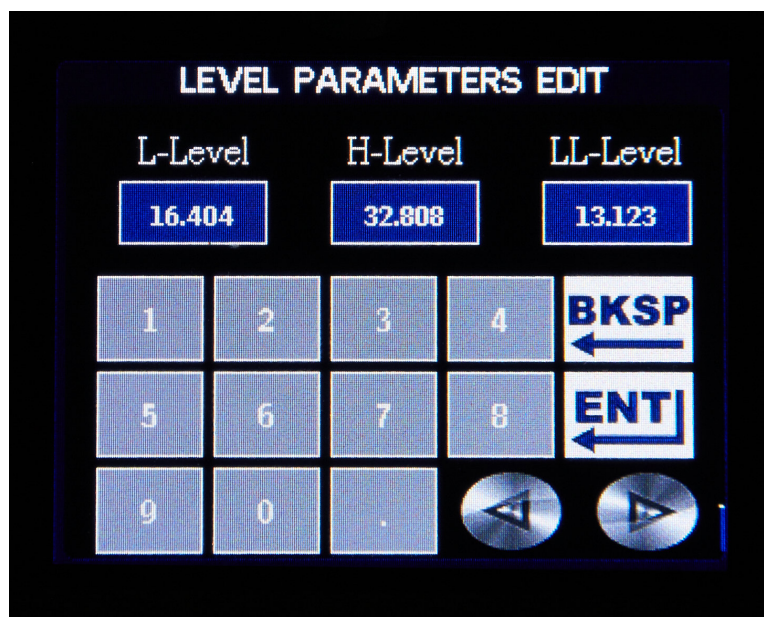 LEVEL PARAMETERS EDIT
L-Level H-Level LL-Level
16.404 32.808 13.123
1 2 3 4 BKSP
5 6 7 8 ENT
9 0 .